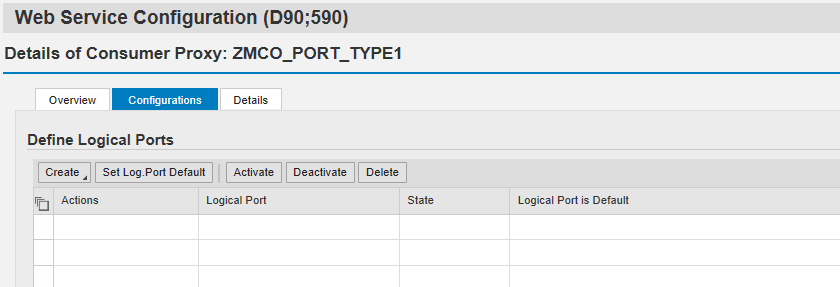 Web Service Configuration (D90;590)
Details of Consumer Proxy: ZMCO_PORT_TYPE1
Overview Configurations Details
Define Logical Ports
Create Set Log.Port Default Activate Deactivate Delete
Actions Logical Port State Logical Port is Default